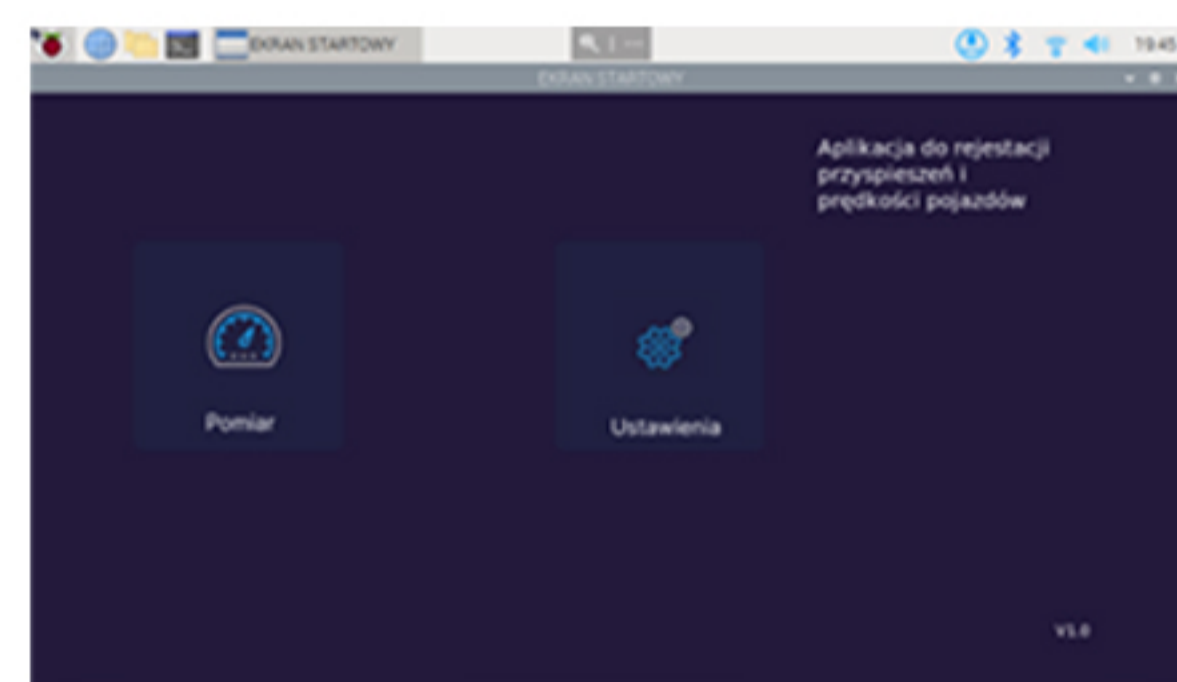 EKRAN STARTOWY
19:45
EKRAN STARTOWY
Aplikacja do rejestacji
przyspieszeń i
prędkości pojazdów
Pomiar
Ustawienia
V1.0